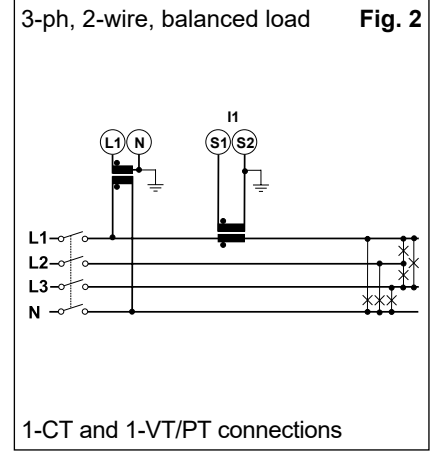 3-ph, 2-wire, balanced load Fig. 2
I1
L1 N S1 S2
L1
L2
L3
N
1-CT and 1-VT/PT connections